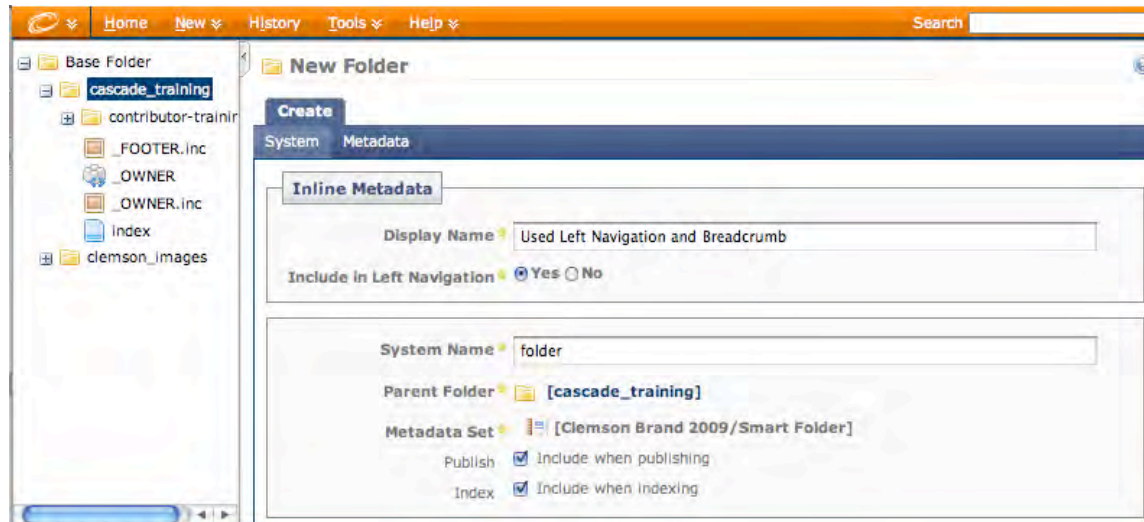 Home New History Tools Help Search
Base Folder
cascade_training
_FOOTER.inc
_OWNER
_OWNER.inc
index
clemson_images
New Folder
Create
System Metadata
Inline Metadata
Display Name Used Left Navigation and Breadcrumb
Include in Left Navigation Yes No
System Name folder
Parent Folder [cascade_training]
Metadata Set [Clemson Brand 2009/Smart Folder]
Publish Include when publishing
Index Include when indexing